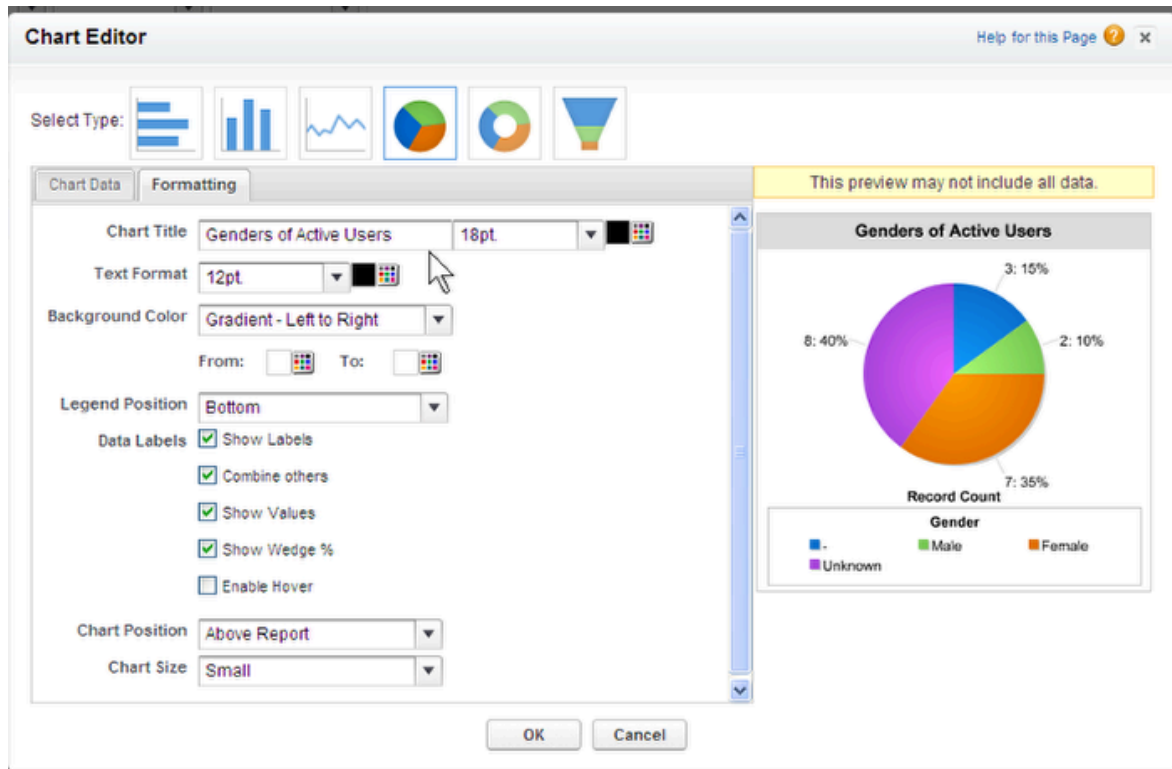 Chart Editor
Help for this Page
Select Type:
Chart Data Formatting
This preview may not include all data.
Chart Title Genders of Active Users 18pt.
Text Format 12pt.
Background Color Gradient - Left to Right
From: To:
Legend Position Bottom
Data Labels Show Labels
Combine others
Show Values
Show Wedge %
Enable Hover
Chart Position Above Report
Chart Size Small
Genders of Active Users
3: 15%
8: 40% 2: 10%
7: 35%
Record Count
Gender
- Male Female
Unknown
OK Cancel